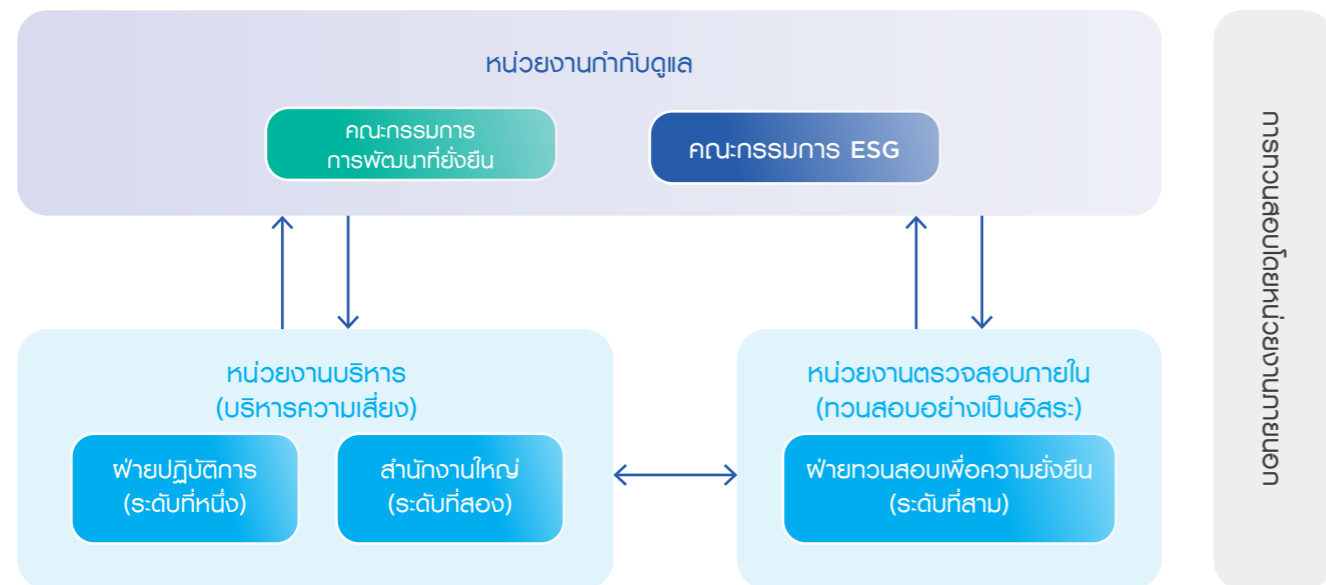 หน่วยงานกำกับดูแล
คณะกรรมการ
การพัฒนาที่ยั่งยืน
คณะกรรมการ ESG
หน่วยงานบริหาร
(บริหารความเสี่ยง)
ฝ่ายปฏิบัติการ
(ระดับที่หนึ่ง)
สำนักงานใหญ่
(ระดับที่สอง)
หน่วยงานตรวจสอบภายใน
(ทวนสอบอย่างเป็นอิสระ)
ฝ่ายทวนสอบเพื่อความยั่งยืน
(ระดับที่สาม)
การทวนสอบโดยหน่วยงานภายนอก